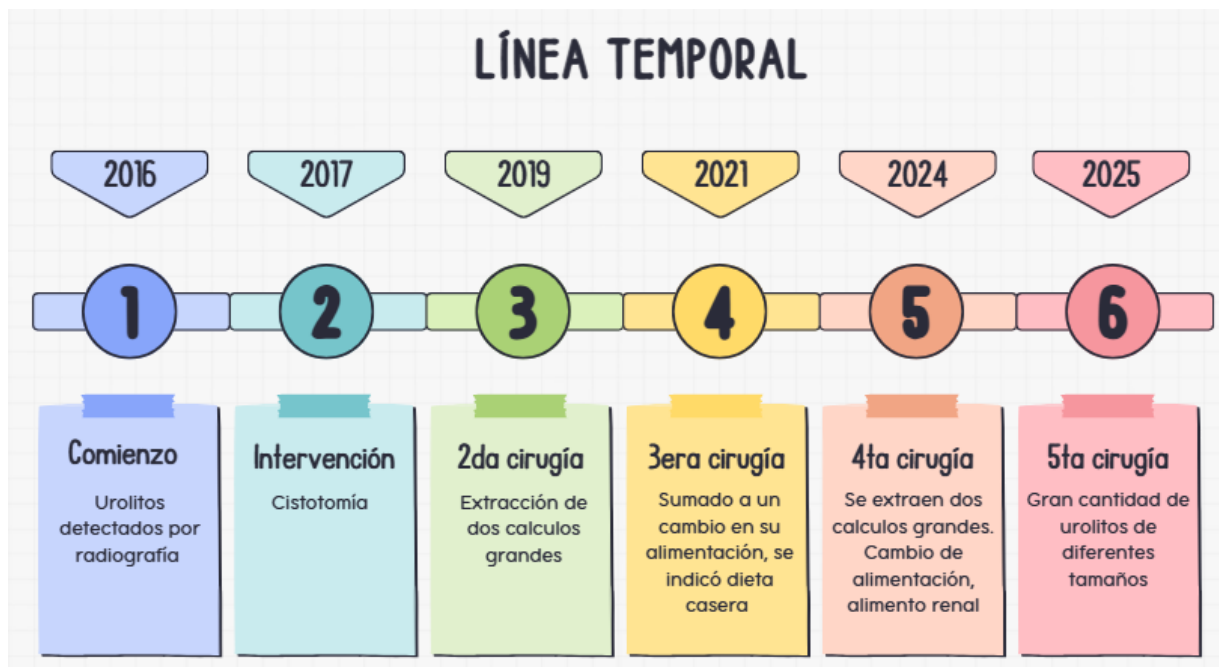 LÍNEA TEMPORAL
2016
2017
2019
2021
2024
2025
1
2
3
4
5
6
Comienzo
Urolitos
detectados por
radiografía
Intervención
Cistotomía
2da cirugía
Extracción de
dos calculos
grandes
3era cirugía
Sumado a un
cambio en su
alimentación, se
indicó dieta
casera
4ta cirugía
Se extraen dos
calculos grandes.
Cambio de
alimentación,
alimento renal
5ta cirugía
Gran cantidad de
urolitos de
diferentes
tamaños